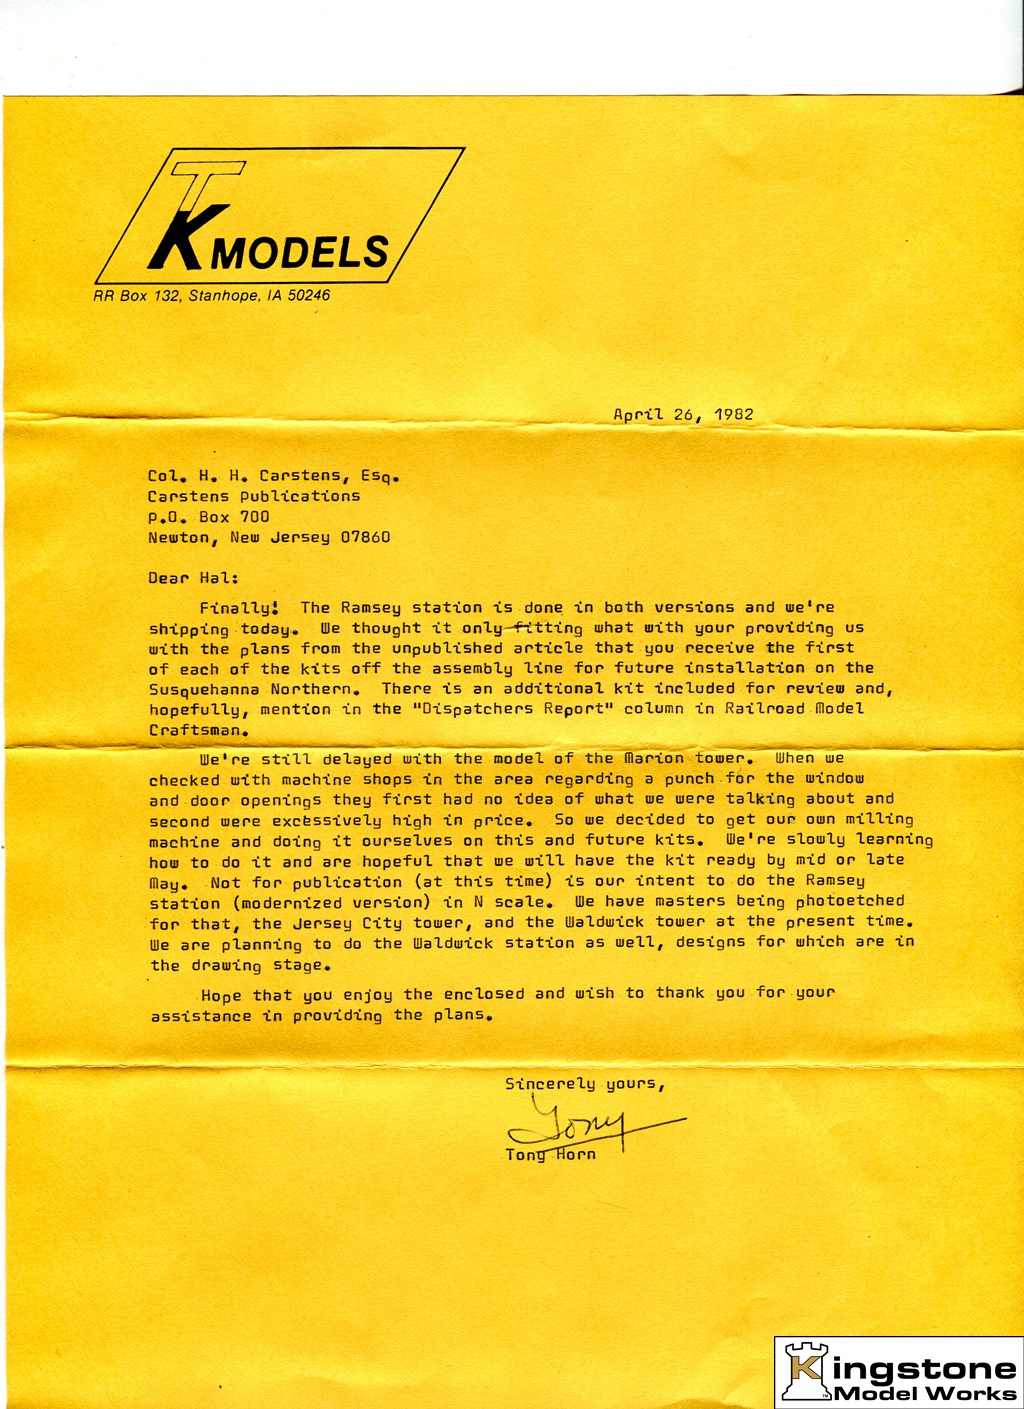 TK MODELS
RR Box 132, Stanhope, IA 50246
April 26, 1982
Col. H. H. Carstens, Esq.
Carstens Publications
P.O. Box 700
Newton, New Jersey 07860
Dear Hal:
Finally! The Ramsey station is done in both versions and we're
shipping today. We thought it only fitting what with your providing us
with the plans from the unpublished article that you receive the first
of each of the kits off the assembly line for future installation on the
Susquehanna Northern. There is an additional kit included for review and,
hopefully, mention in the "Dispatchers Report" column in Railroad Model
Craftsman.
We're still delayed with the model of the Marion tower. When we
checked with machine shops in the area regarding a punch for the window
and door openings they first had no idea of what we were talking about and
second were excessively high in price. So we decided to get our own milling
machine and doing it ourselves on this and future kits. We're slowly learning
how to do it and are hopeful that we will have the kit ready by mid or late
May. Not for publication (at this time) is our intent to do the Ramsey
station (modernized version) in N scale. We have masters being photoetched
for that, the Jersey City tower, and the Waldwick tower at the present time.
We are planning to do the Waldwick station as well, designs for which are in
the drawing stage.
Hope that you enjoy the enclosed and wish to thank you for your
assistance in providing the plans.
Sincerely yours,
Tony
Tony Horn
Kingstone
Model Works